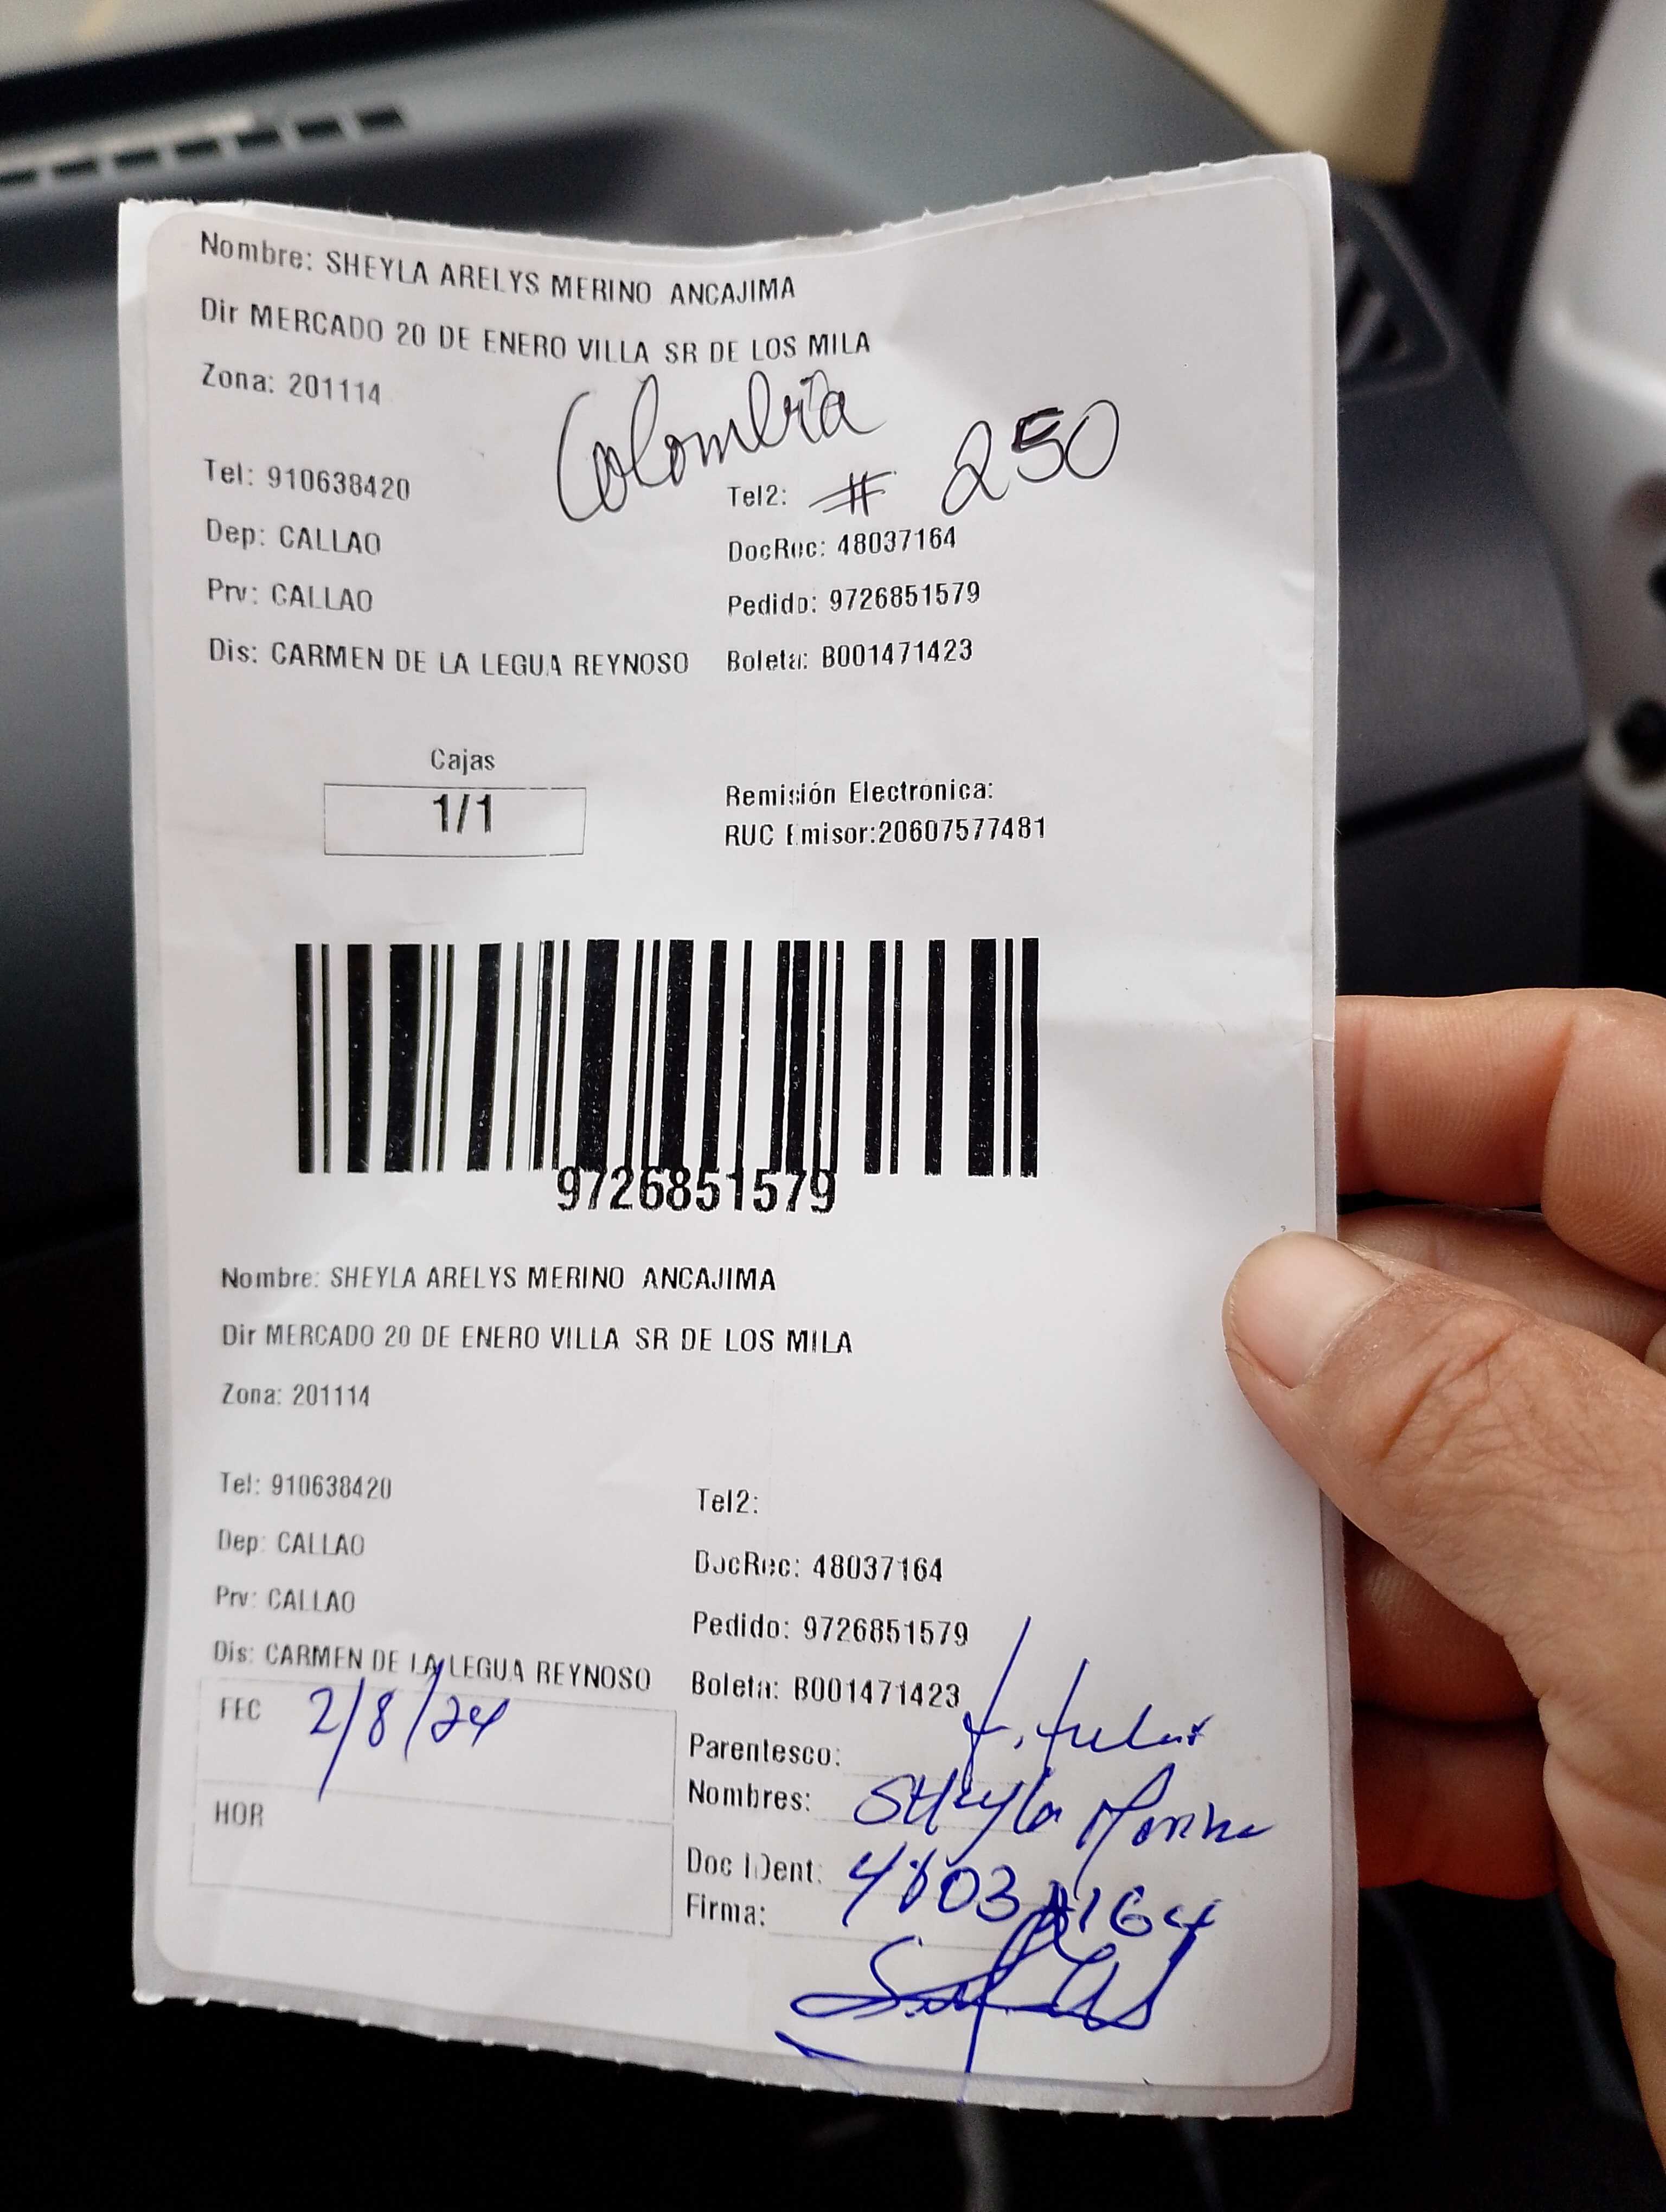 Nombre: SHEYLA ARELYS MERINO ANCAJIMA
Dir MERCADO 20 DE ENERO VILLA SR DE LOS MILA
Zona: 201114
Colombia
# 250
Tel: 910638420 Tel2:
Dep: CALLAO DocRec: 48037164
Prv: CALLAO Pedido: 9726851579
Dis: CARMEN DE LA LEGUA REYNOSO Boleta: B001471423
Cajas
1/1
Remisión Electronica:
RUC Emisor:20607577481
9726851579
Nombre: SHEYLA ARELYS MERINO ANCAJIMA
Dir MERCADO 20 DE ENERO VILLA SR DE LOS MILA
Zona: 201114
Tel: 910638420 Tel2:
Dep: CALLAO DocRec: 48037164
Prv: CALLAO Pedido: 9726851579
Dis: CARMEN DE LA LEGUA REYNOSO Boleta: B001471423
FEC 2/8/24
Parentesco: titular
Nombres: SHeyla Merino
HOR
Doc IDent: 48037164
Firma: